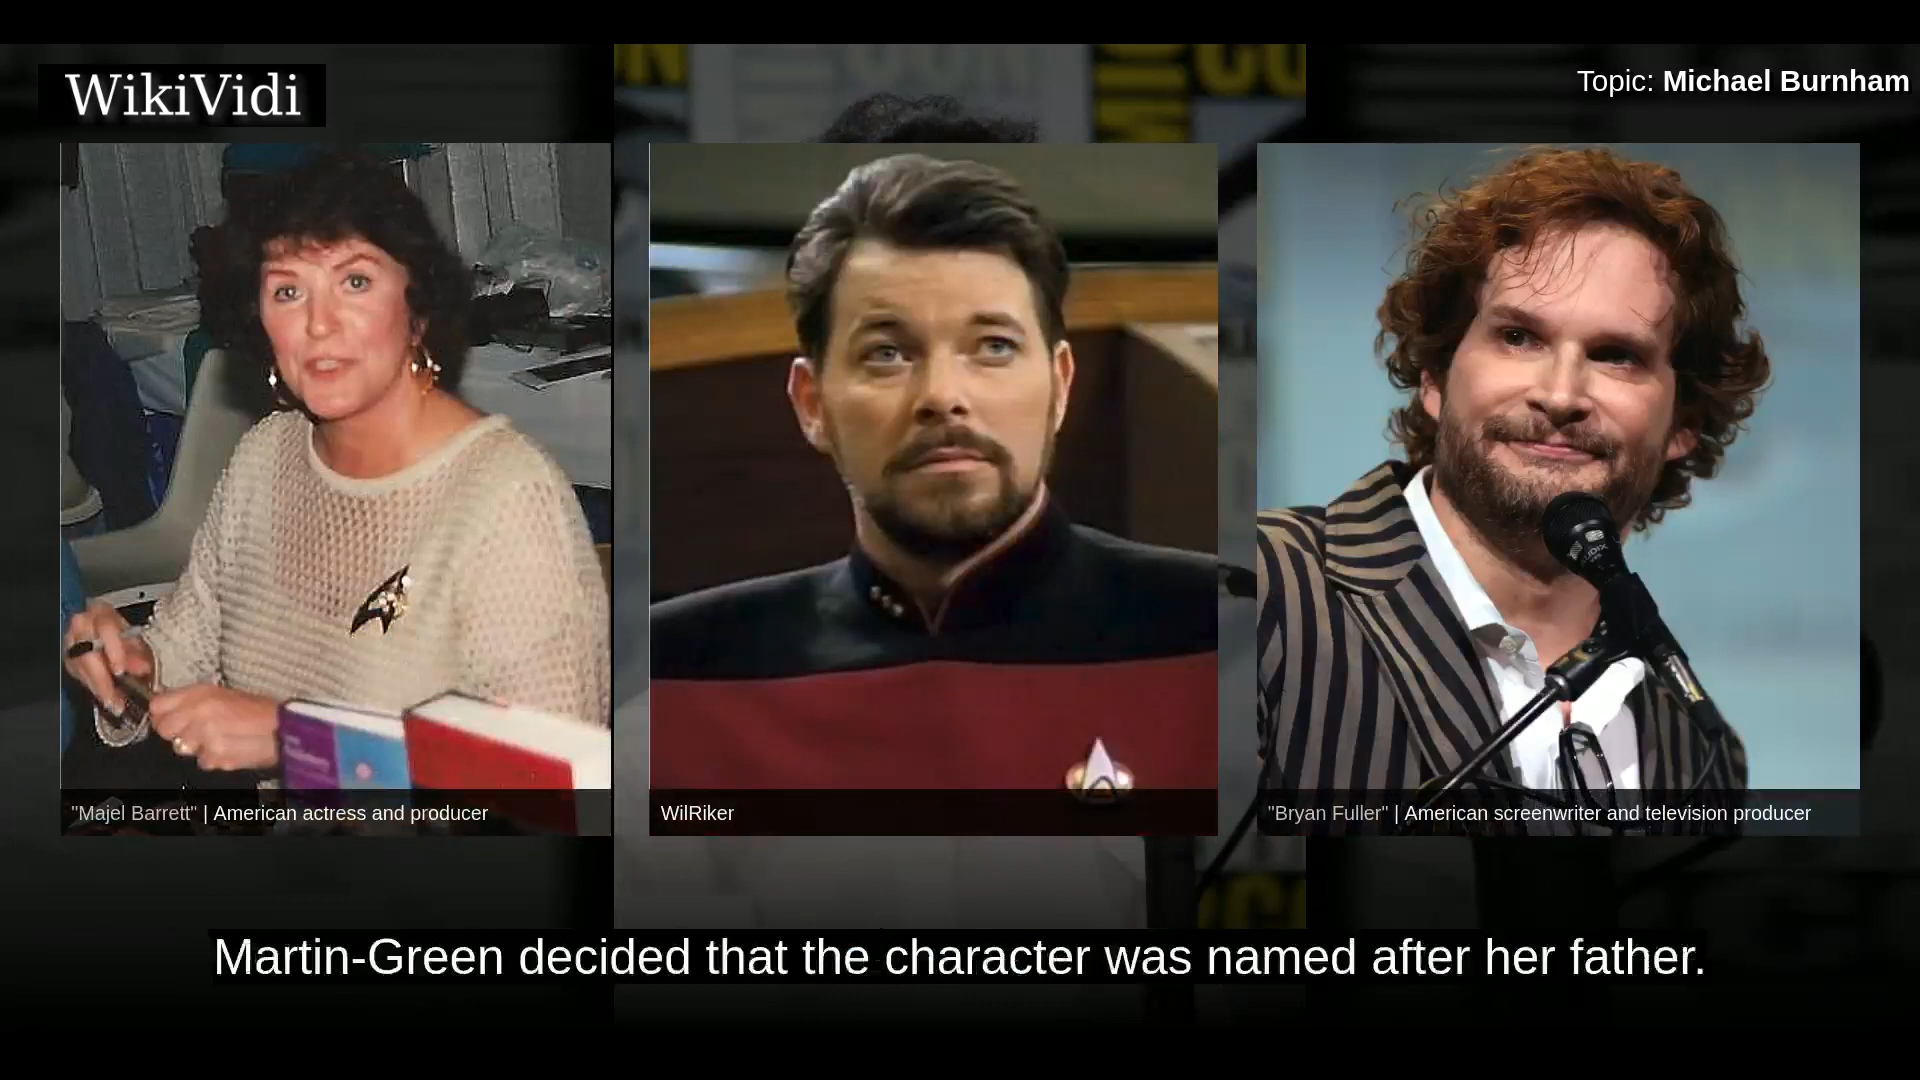 WikiVidi
Topic: Michael Burnham
"Majel Barrett" | American actress and producer
WilRiker
"Bryan Fuller" | American screenwriter and television producer
Martin-Green decided that the character was named after her father.